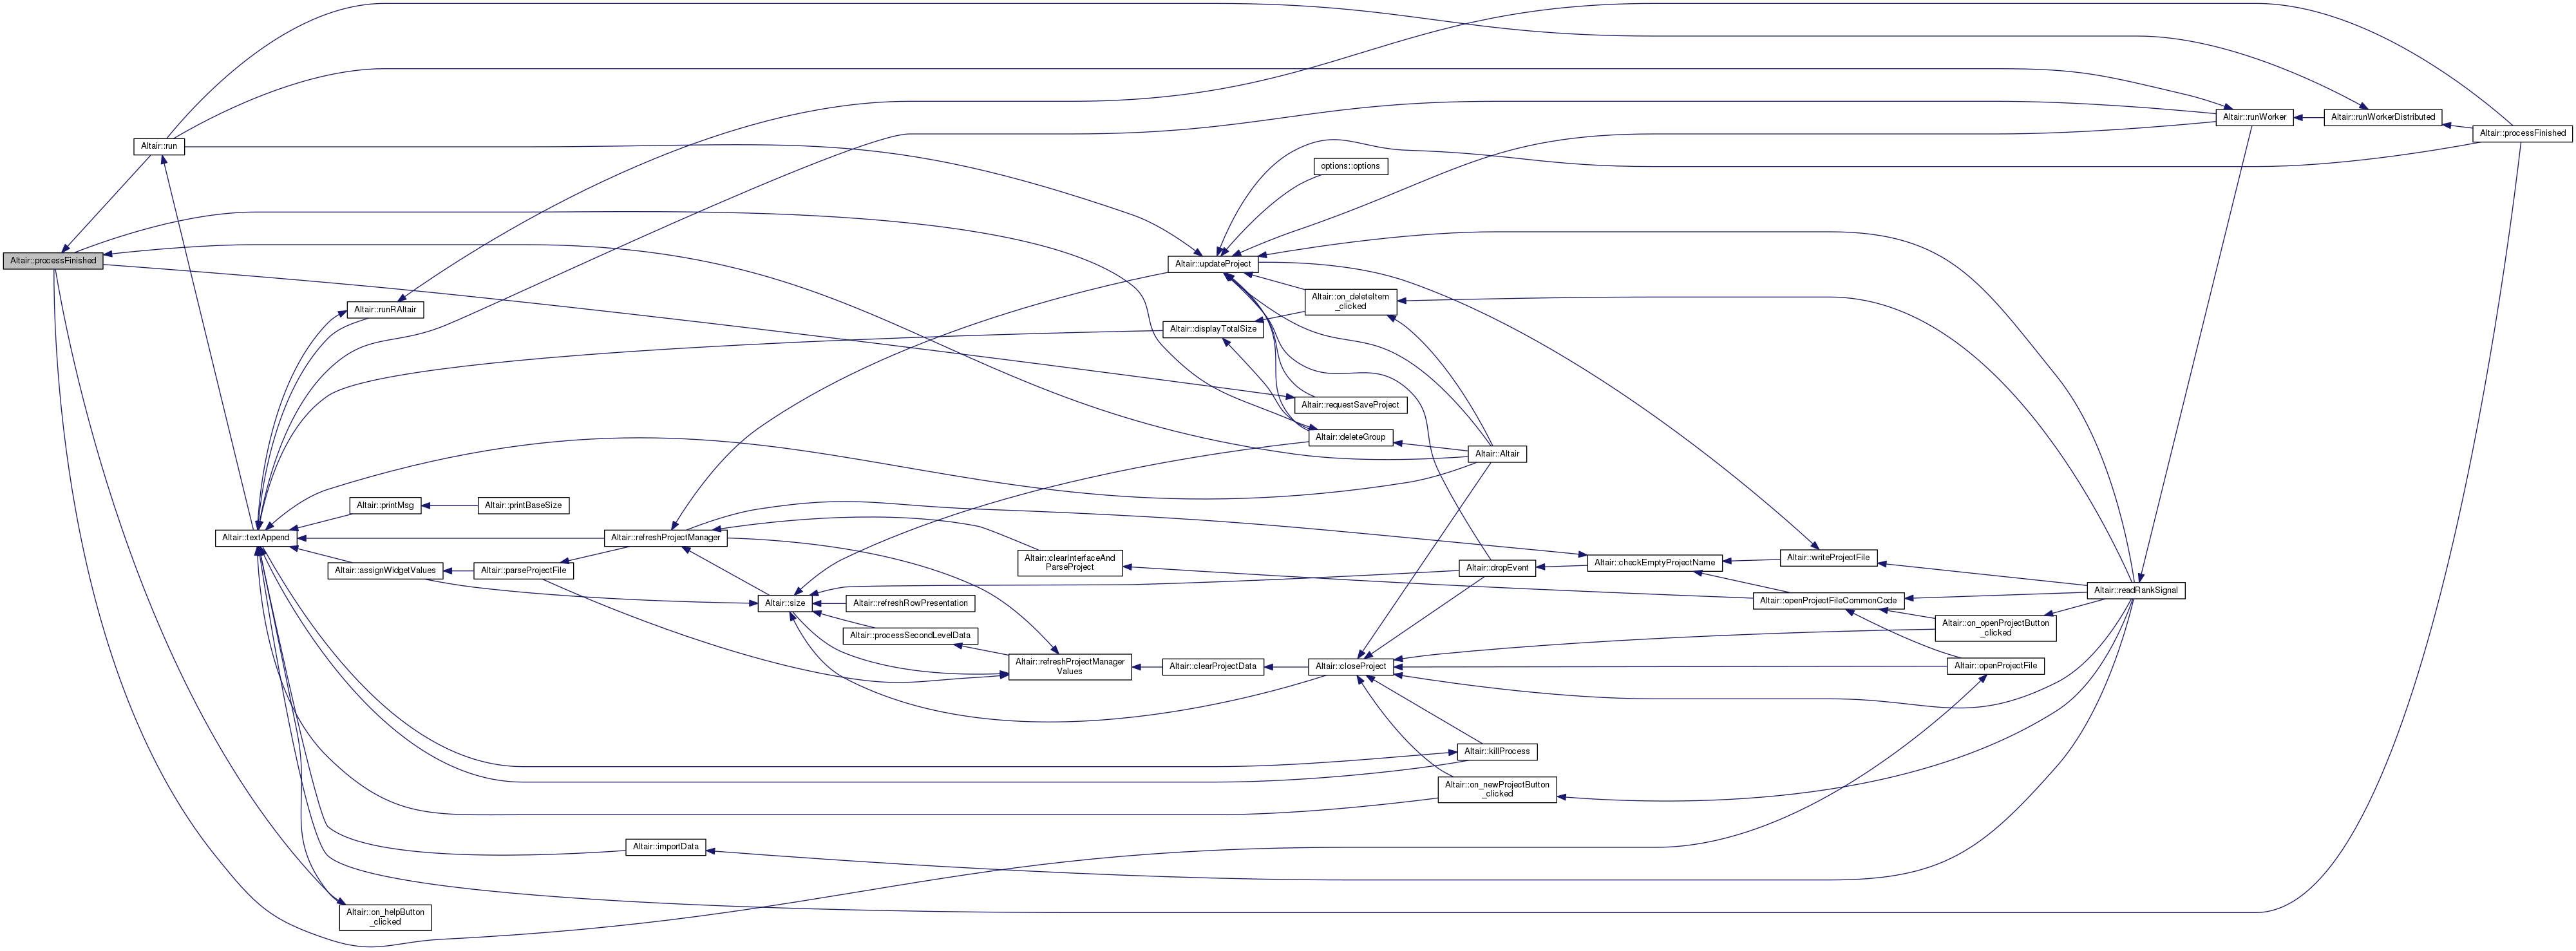 Altair::runWorker
Altair::runWorkerDistributed
Altair::processFinished
Altair::run
options::options
Altair::processFinished
Altair::updateProject
Altair::on_deleteItem
_clicked
Altair::runRAltair
Altair::displayTotalSize
Altair::requestSaveProject
Altair::deleteGroup
Altair::Altair
Altair::printMsg
Altair::printBaseSize
Altair::textAppend
Altair::refreshProjectManager
Altair::clearInterfaceAnd
ParseProject
Altair::checkEmptyProjectName
Altair::writeProjectFile
Altair::assignWidgetValues
Altair::parseProjectFile
Altair::dropEvent
Altair::readRankSignal
Altair::size
Altair::refreshRowPresentation
Altair::openProjectFileCommonCode
Altair::processSecondLevelData
Altair::on_openProjectButton
_clicked
Altair::refreshProjectManager
Values
Altair::clearProjectData
Altair::closeProject
Altair::openProjectFile
Altair::killProcess
Altair::on_newProjectButton
_clicked
Altair::importData
Altair::on_helpButton
_clicked